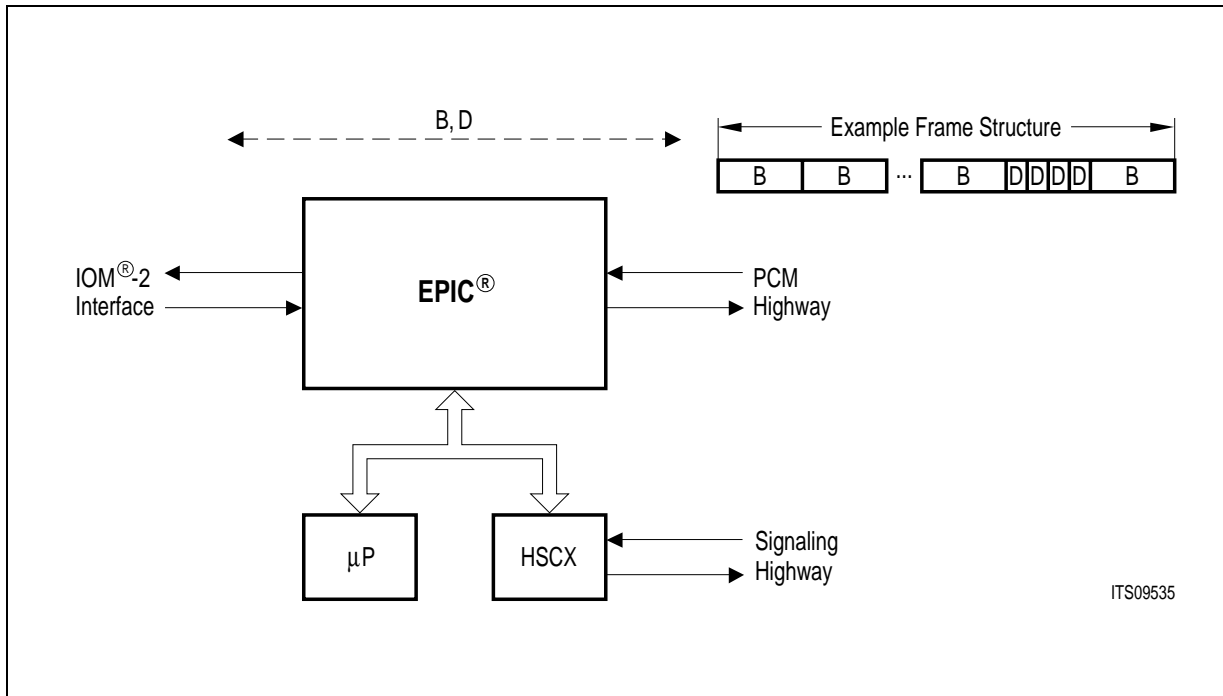 B, D
Example Frame Structure
B B ... B D D D D B
IOM®-2
Interface
EPIC®
PCM
Highway
µP
HSCX
Signaling
Highway
ITS09535